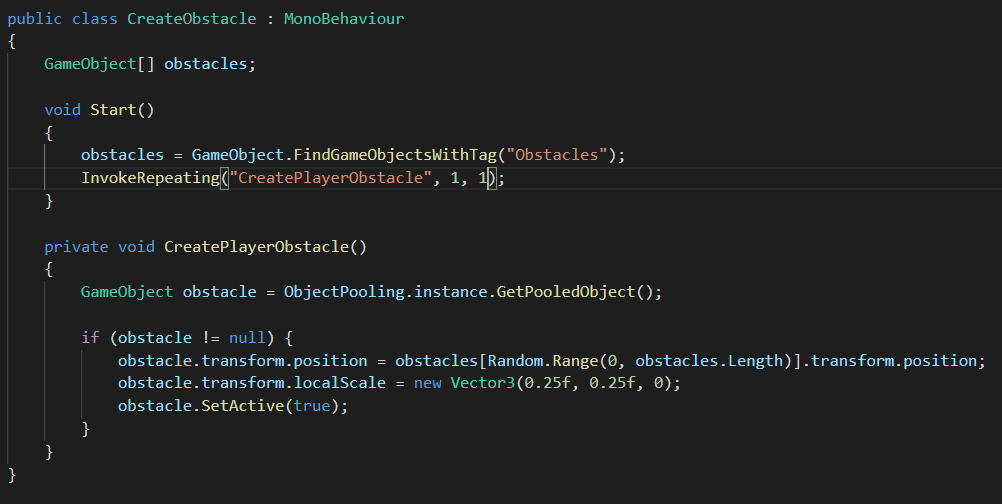 public class CreateObstacle : MonoBehaviour
{
    GameObject[] obstacles;

    void Start()
    {
        obstacles = GameObject.FindGameObjectsWithTag("Obstacles");
        InvokeRepeating("CreatePlayerObstacle", 1, 1);
    }

    private void CreatePlayerObstacle()
    {
        GameObject obstacle = ObjectPooling.instance.GetPooledObject();

        if (obstacle != null) {
            obstacle.transform.position = obstacles[Random.Range(0, obstacles.Length)].transform.position;
            obstacle.transform.localScale = new Vector3(0.25f, 0.25f, 0);
            obstacle.SetActive(true);
        }
    }
}